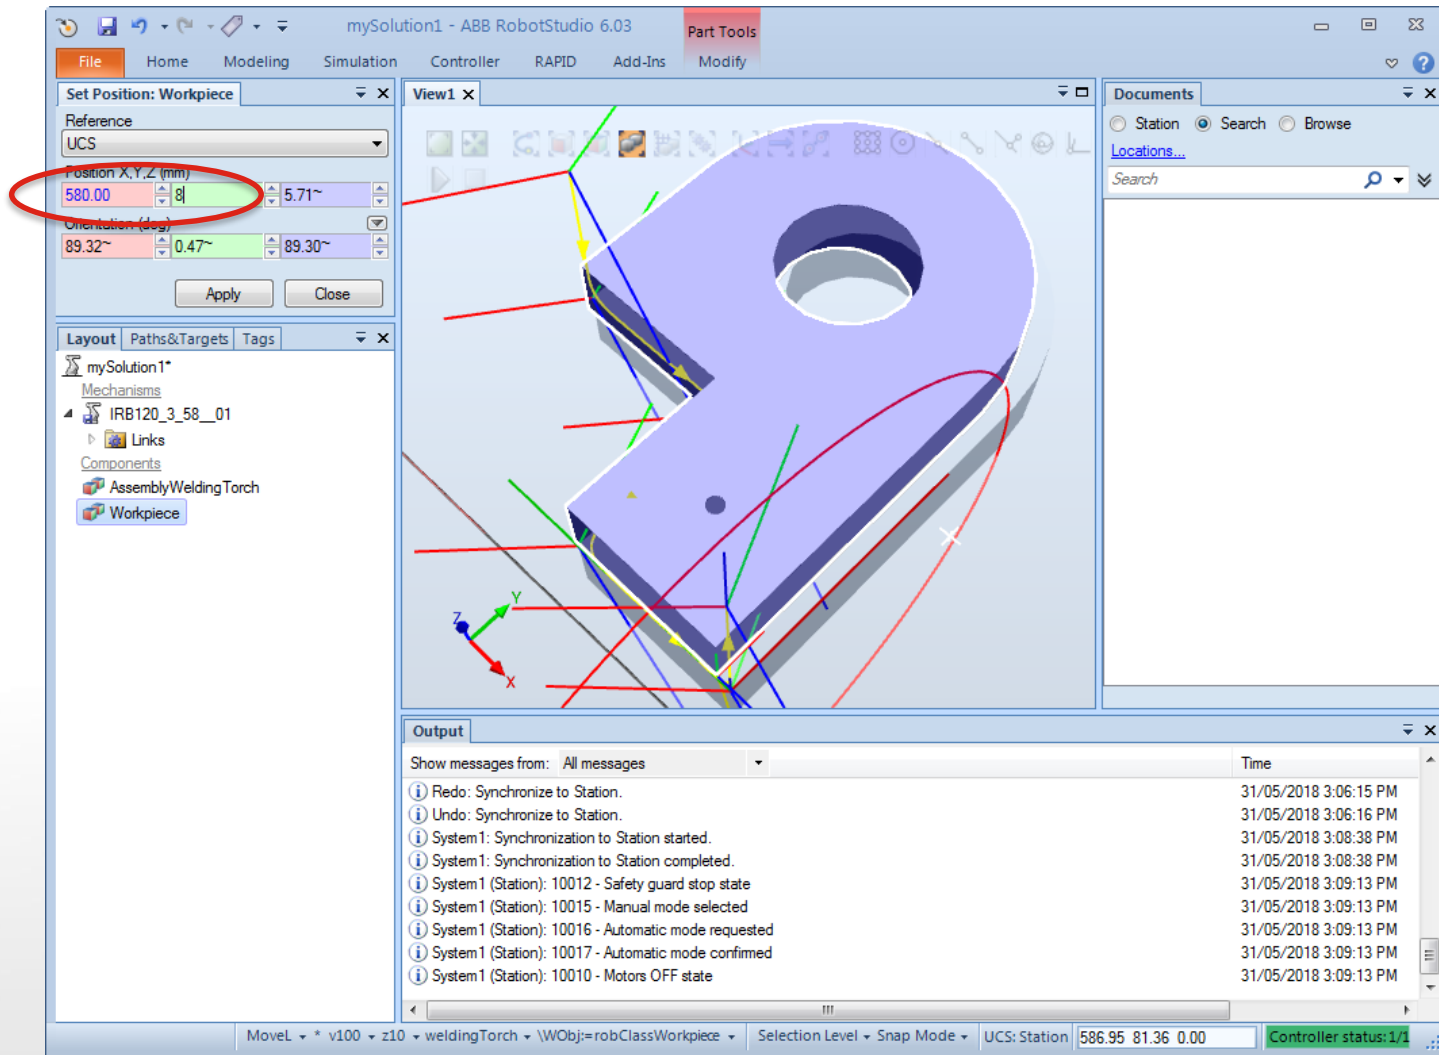 mySolution1 - ABB RobotStudio 6.03
Part Tools
File Home Modeling Simulation Controller RAPID Add-Ins Modify
Set Position: Workpiece
Reference
UCS
Position X,Y,Z (mm)
580.00 8 5.71~
Orientation (deg)
89.32~ 0.47~ 89.30~
Apply Close
Layout Paths&Targets Tags
mySolution1*
Mechanisms
IRB120_3_58__01
Links
Components
AssemblyWeldingTorch
Workpiece
View1
Z Y X
Documents
Station Search Browse
Locations...
Search
Output
Show messages from: All messages Time
Redo: Synchronize to Station. 31/05/2018 3:06:15 PM
Undo: Synchronize to Station. 31/05/2018 3:06:16 PM
System1: Synchronization to Station started. 31/05/2018 3:08:38 PM
System1: Synchronization to Station completed. 31/05/2018 3:08:38 PM
System1 (Station): 10012 - Safety guard stop state 31/05/2018 3:09:13 PM
System1 (Station): 10015 - Manual mode selected 31/05/2018 3:09:13 PM
System1 (Station): 10016 - Automatic mode requested 31/05/2018 3:09:13 PM
System1 (Station): 10017 - Automatic mode confirmed 31/05/2018 3:09:13 PM
System1 (Station): 10010 - Motors OFF state 31/05/2018 3:09:13 PM
MoveL * v100 z10 weldingTorch \WObj:=robClassWorkpiece Selection Level Snap Mode UCS: Station 586.95 81.36 0.00 Controller status: 1/1